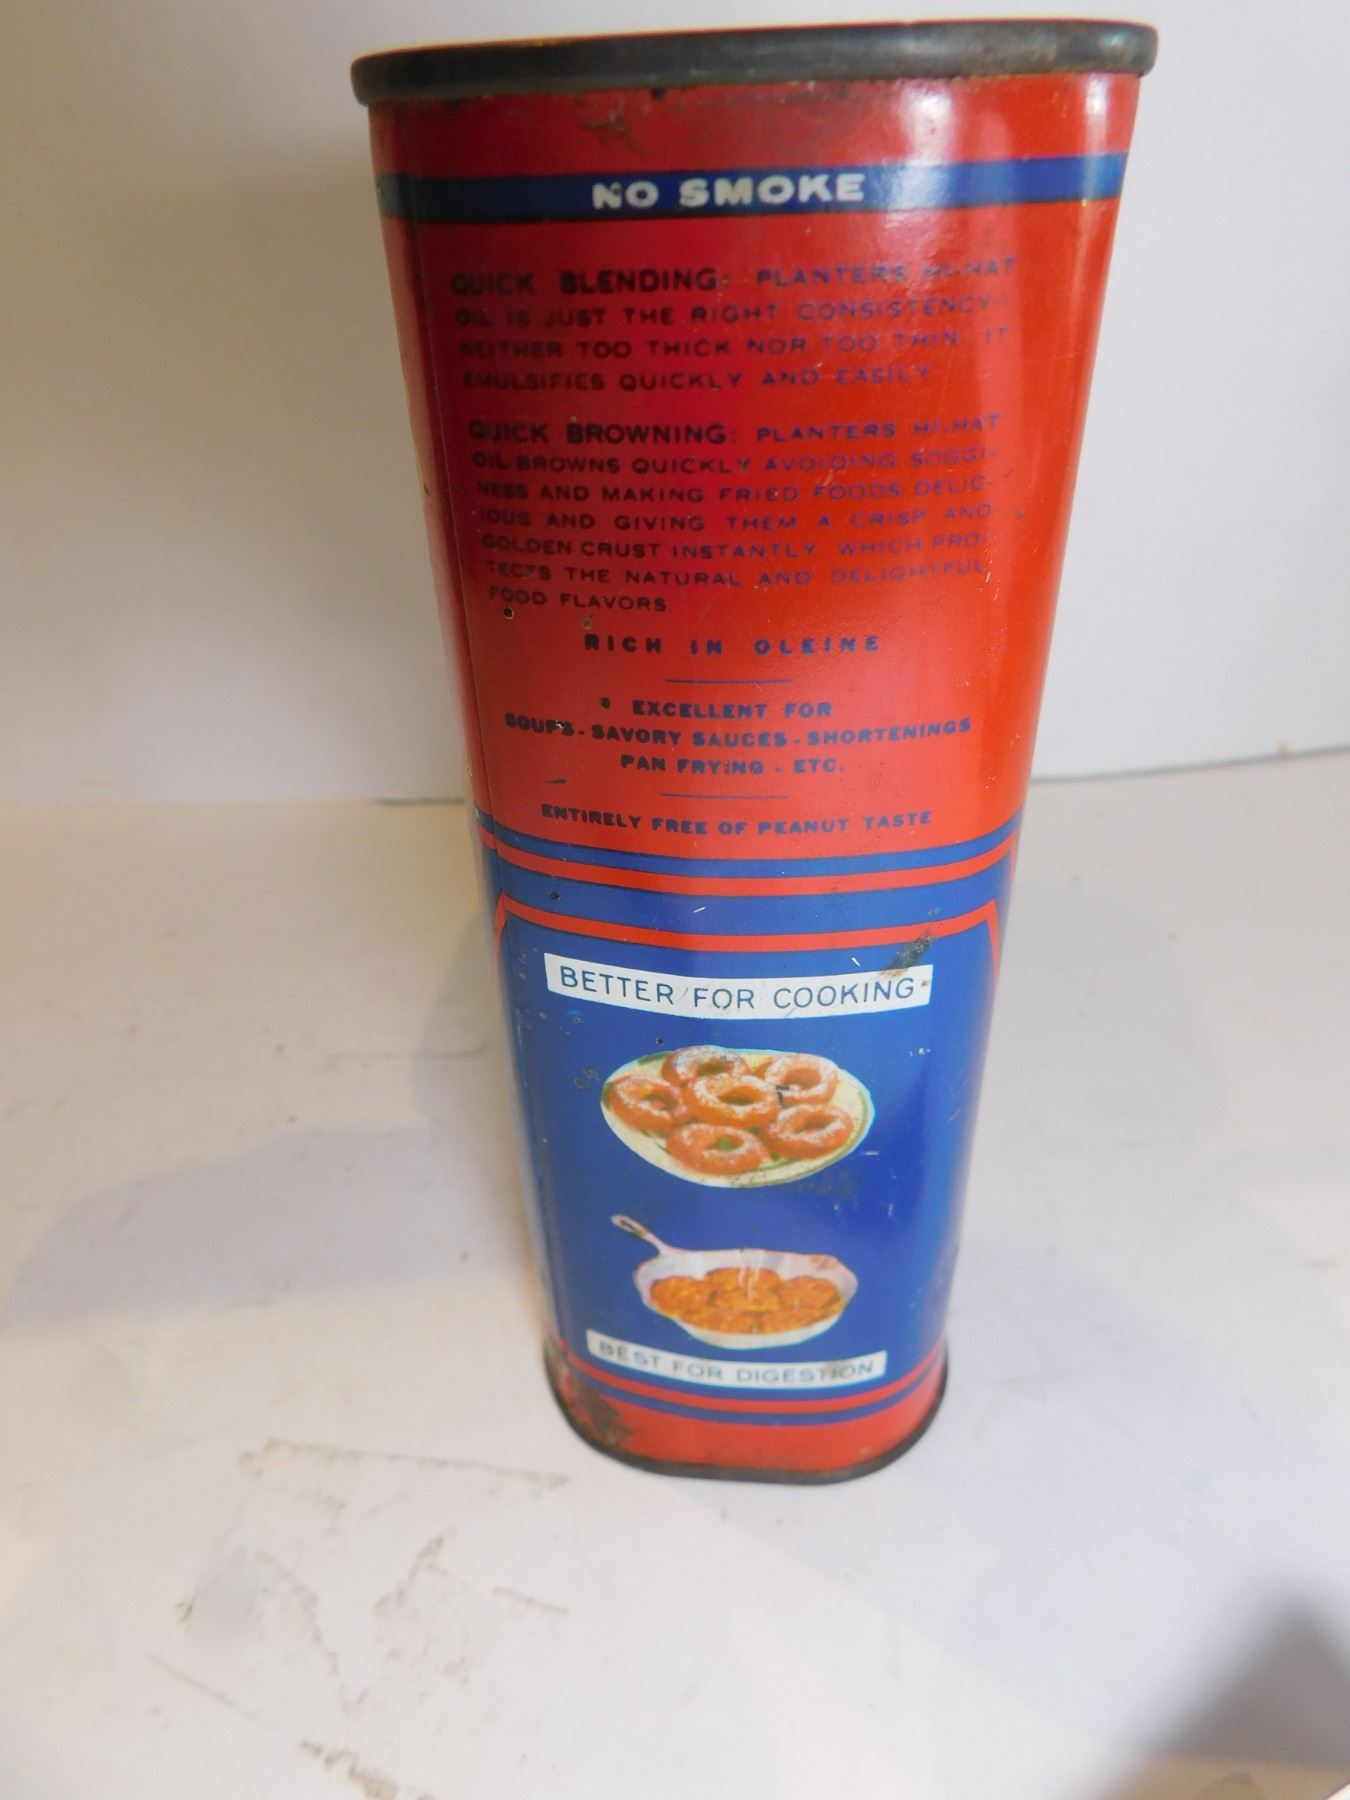 NO SMOKE
QUICK BLENDING: PLANTERS HI-HAT
OIL IS JUST THE RIGHT CONSISTENCY-
NEITHER TOO THICK NOR TOO THIN. IT
EMULSIFIES QUICKLY AND EASILY
QUICK BROWNING: PLANTERS HI-HAT
OIL BROWNS QUICKLY AVOIDING SOGGI-
NESS AND MAKING FRIED FOODS DELIC-
IOUS AND GIVING THEM A CRISP AND
GOLDEN CRUST INSTANTLY WHICH PRO-
TECTS THE NATURAL AND DELIGHTFUL
FOOD FLAVORS
RICH IN OLEINE
EXCELLENT FOR
SOUPS - SAVORY SAUCES - SHORTENINGS
PAN FRYING - ETC.
ENTIRELY FREE OF PEANUT TASTE
BETTER FOR COOKING
BEST FOR DIGESTION